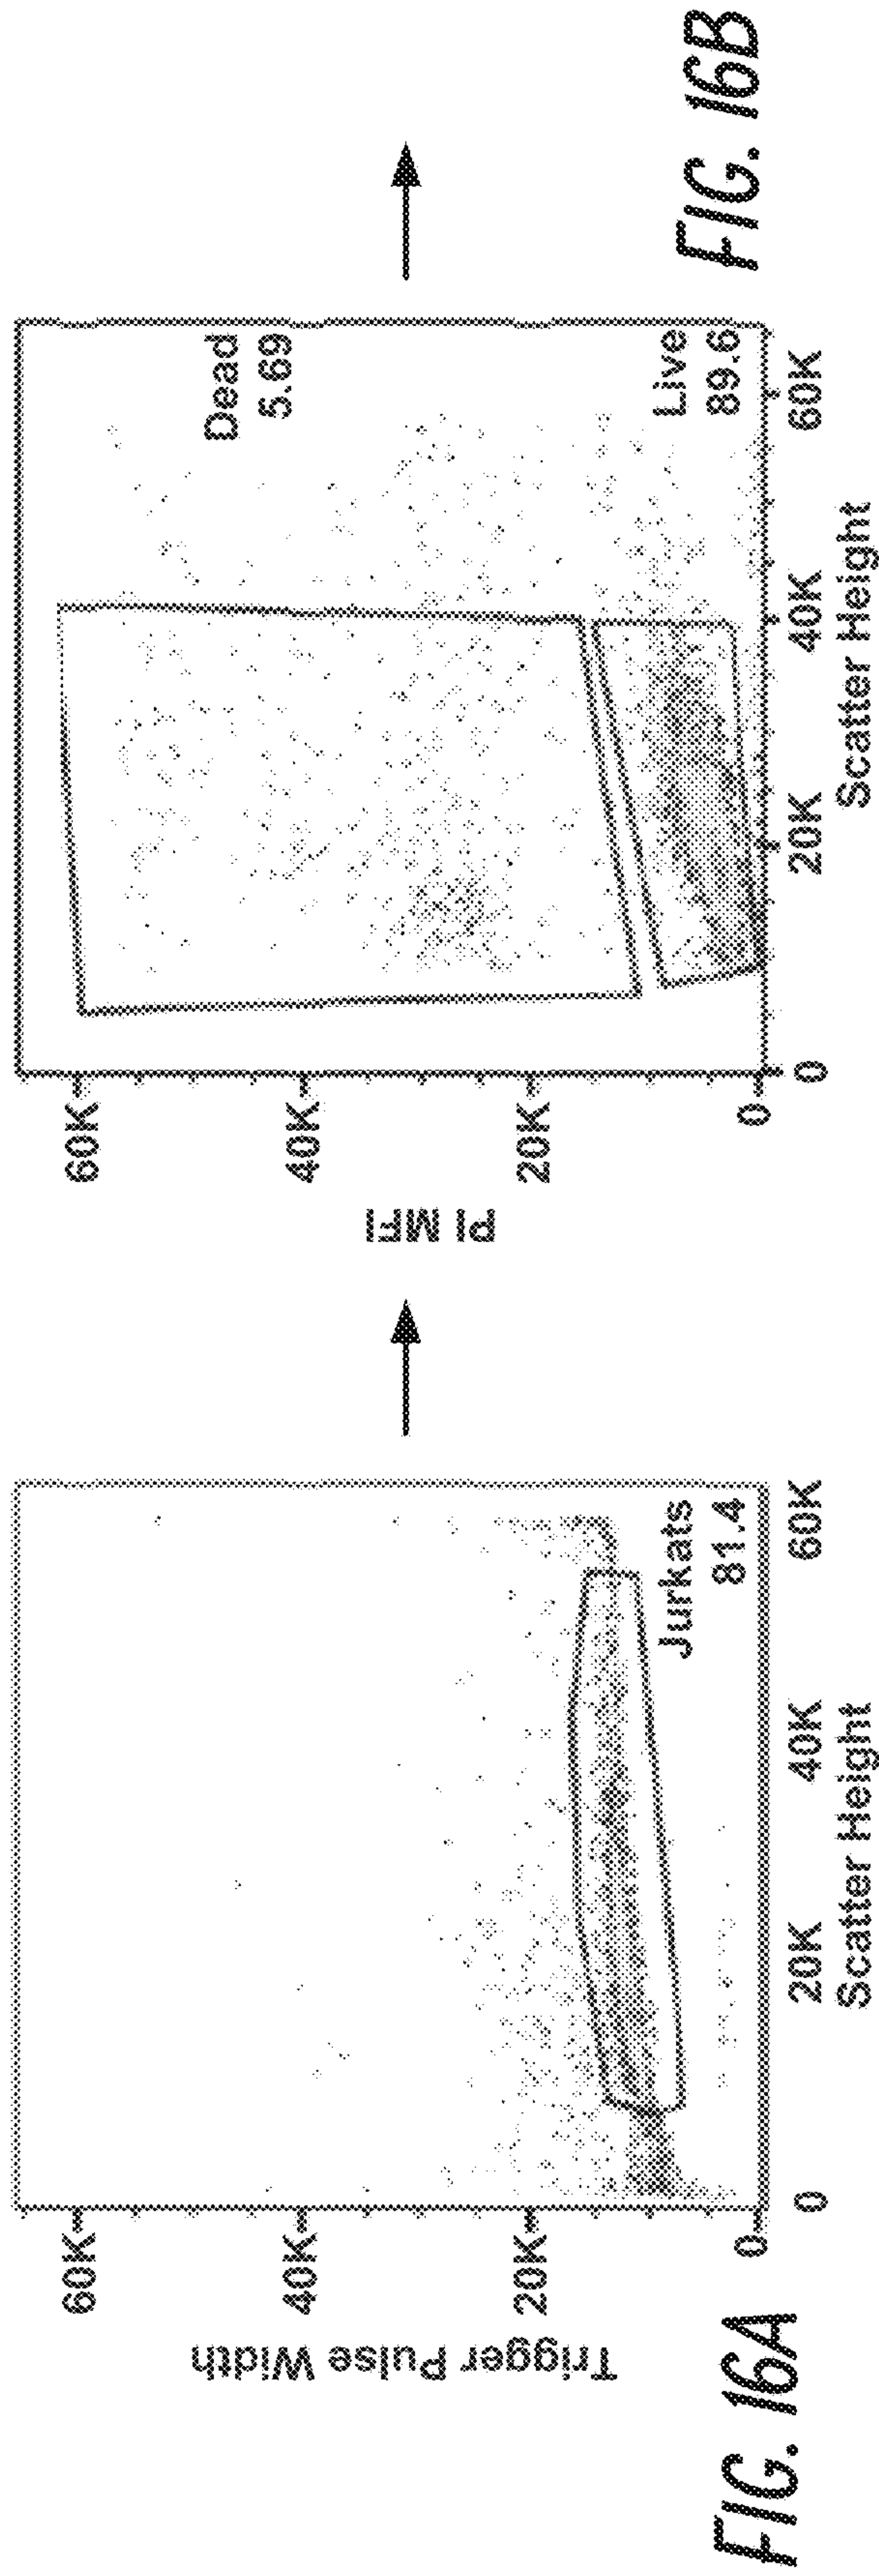 FIG. 16A
Trigger Pulse Width
60K
40K
20K
0
Jurkats
81.4
0
20K
40K
60K
Scatter Height
PI MFI
60K
40K
20K
0
Dead
5.69
Live
89.6
0
20K
40K
60K
Scatter Height
FIG. 16B